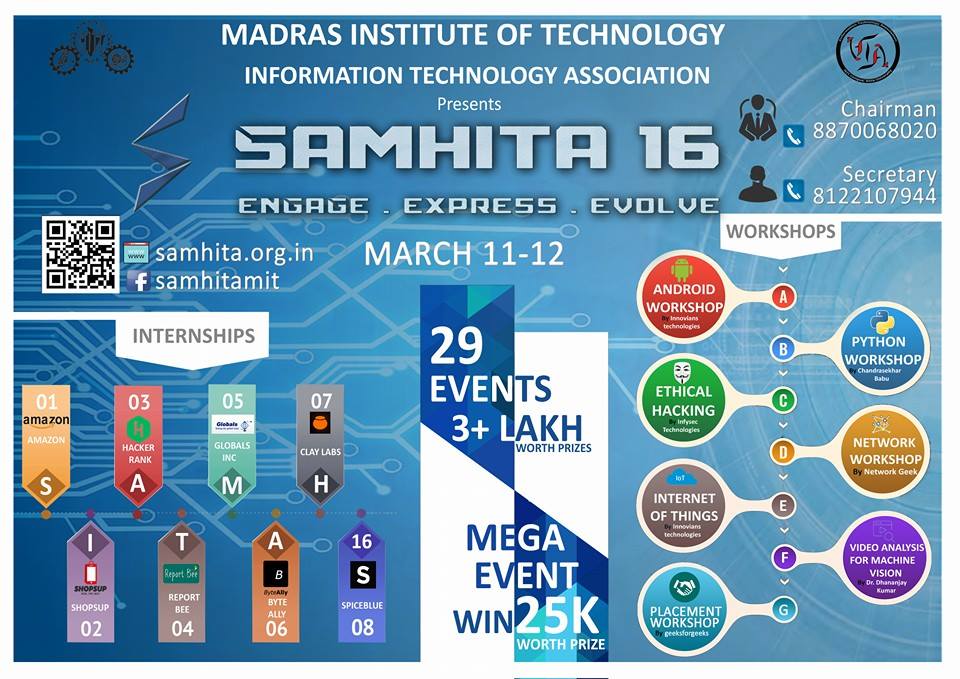 MADRAS INSTITUTE OF TECHNOLOGY
INFORMATION TECHNOLOGY ASSOCIATION
Presents
SAMHITA 16
ENGAGE . EXPRESS . EVOLVE
MARCH 11-12
Chairman
8870068020
Secretary
8122107944
www
samhita.org.in
f samhitamit
INTERNSHIPS
01
amazon
AMAZON
S
03
H
HACKER
RANK
A
05
Globals
GLOBALS
INC
M
07
CLAY LABS
H
I
SHOPSUP
SHOPSUP
02
T
Report Bee
REPORT
BEE
04
A
B
ByteAlly
BYTE
ALLY
06
16
S
SPICEBLUE
08
29
EVENTS
3+ LAKH
WORTH PRIZES
MEGA
EVENT
WIN 25K
WORTH PRIZE
WORKSHOPS
ANDROID
WORKSHOP
By Innovians
technologies
A
B
PYTHON
WORKSHOP
By Chandrasekhar
Babu
ETHICAL
HACKING
By Infysec
Technologies
C
D
NETWORK
WORKSHOP
By Network Geek
IoT
INTERNET
OF THINGS
By Innovians
technologies
E
F
VIDEO ANALYSIS
FOR MACHINE
VISION
By Dr. Dhananjay
Kumar
PLACEMENT
WORKSHOP
By geeksforgeeks
G